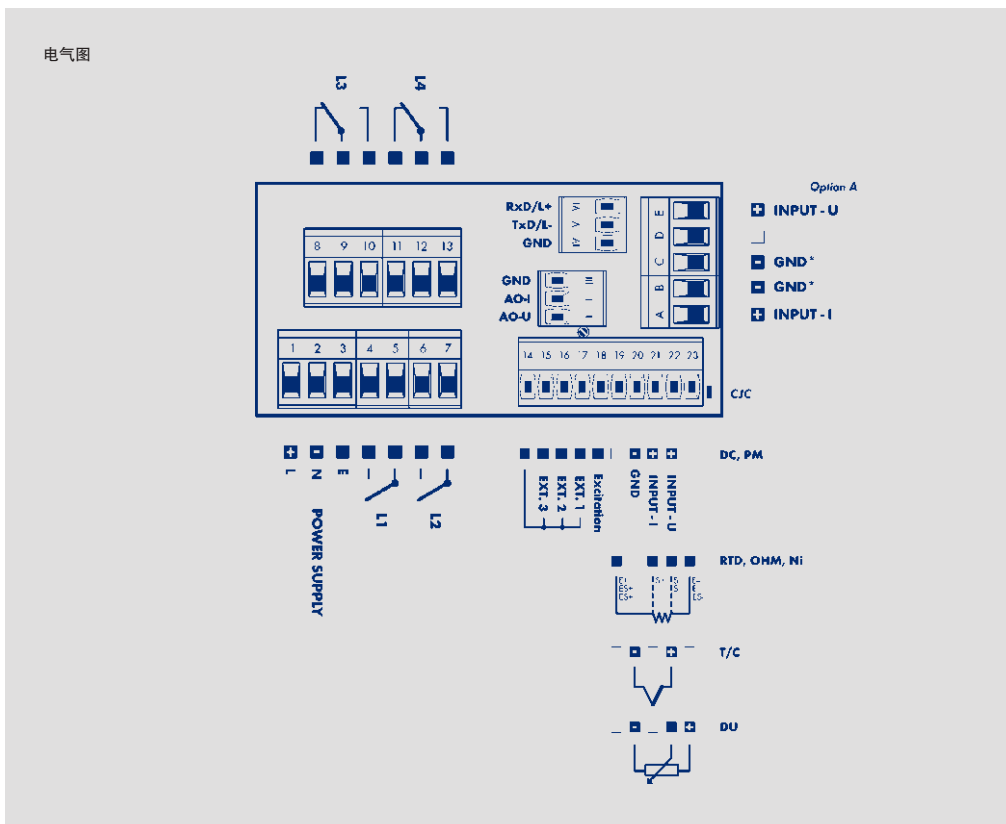 电气图
L3 L4
Option A
RxD/L+ VI
TxD/L- V
GND IV
E INPUT - U
D
C GND*
B GND*
A INPUT - I
8 9 10 11 12 13
GND III
AO-I
AO-U I
1 2 3 4 5 6 7
14 15 16 17 18 19 20 21 22 23
CJC
L N E L1 L2
POWER SUPPLY
EXT. 3 EXT. 2 EXT. 1 Excitation GND INPUT - I INPUT - U
DC, PM
RTD, OHM, Ni
T/C
DU